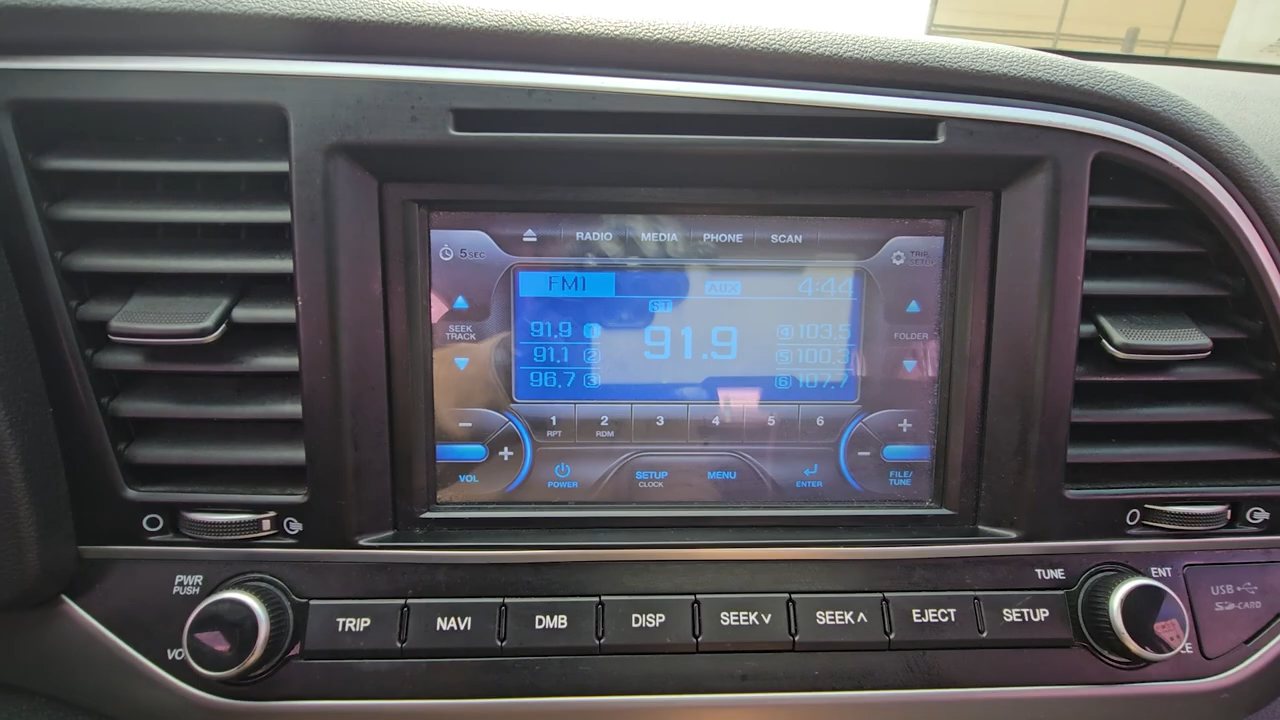 RADIO MEDIA PHONE SCAN
5SEC
TRIP
SETUP
FM1 AUX 4:44
ST
SEEK
TRACK
FOLDER
91.9 1
91.1 2
96.7 3
91.9
4 103.5
5 100.3
6 107.7
1 2 3 4 5 6
RPT RDM
VOL
POWER
SETUP
CLOCK
MENU
ENTER
FILE/
TUNE
PWR
PUSH
TUNE ENT
TRIP NAVI DMB DISP SEEK∨ SEEK∧ EJECT SETUP
USB
SD-CARD